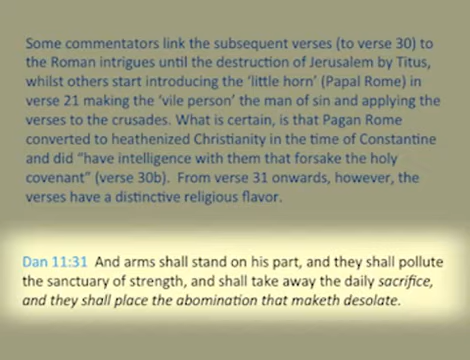 Some commentators link the subsequent verses (to verse 30) to
the Roman intrigues until the destruction of Jerusalem by Titus,
whilst others start introducing the ‘little horn’ (Papal Rome) in
verse 21 making the ‘vile person’ the man of sin and applying the
verses to the crusades. What is certain, is that Pagan Rome
converted to heathenized Christianity in the time of Constantine
and did “have intelligence with them that forsake the holy
covenant” (verse 30b).  From verse 31 onwards, however, the
verses have a distinctive religious flavor.
Dan 11:31  And arms shall stand on his part, and they shall pollute
the sanctuary of strength, and shall take away the daily sacrifice,
and they shall place the abomination that maketh desolate.